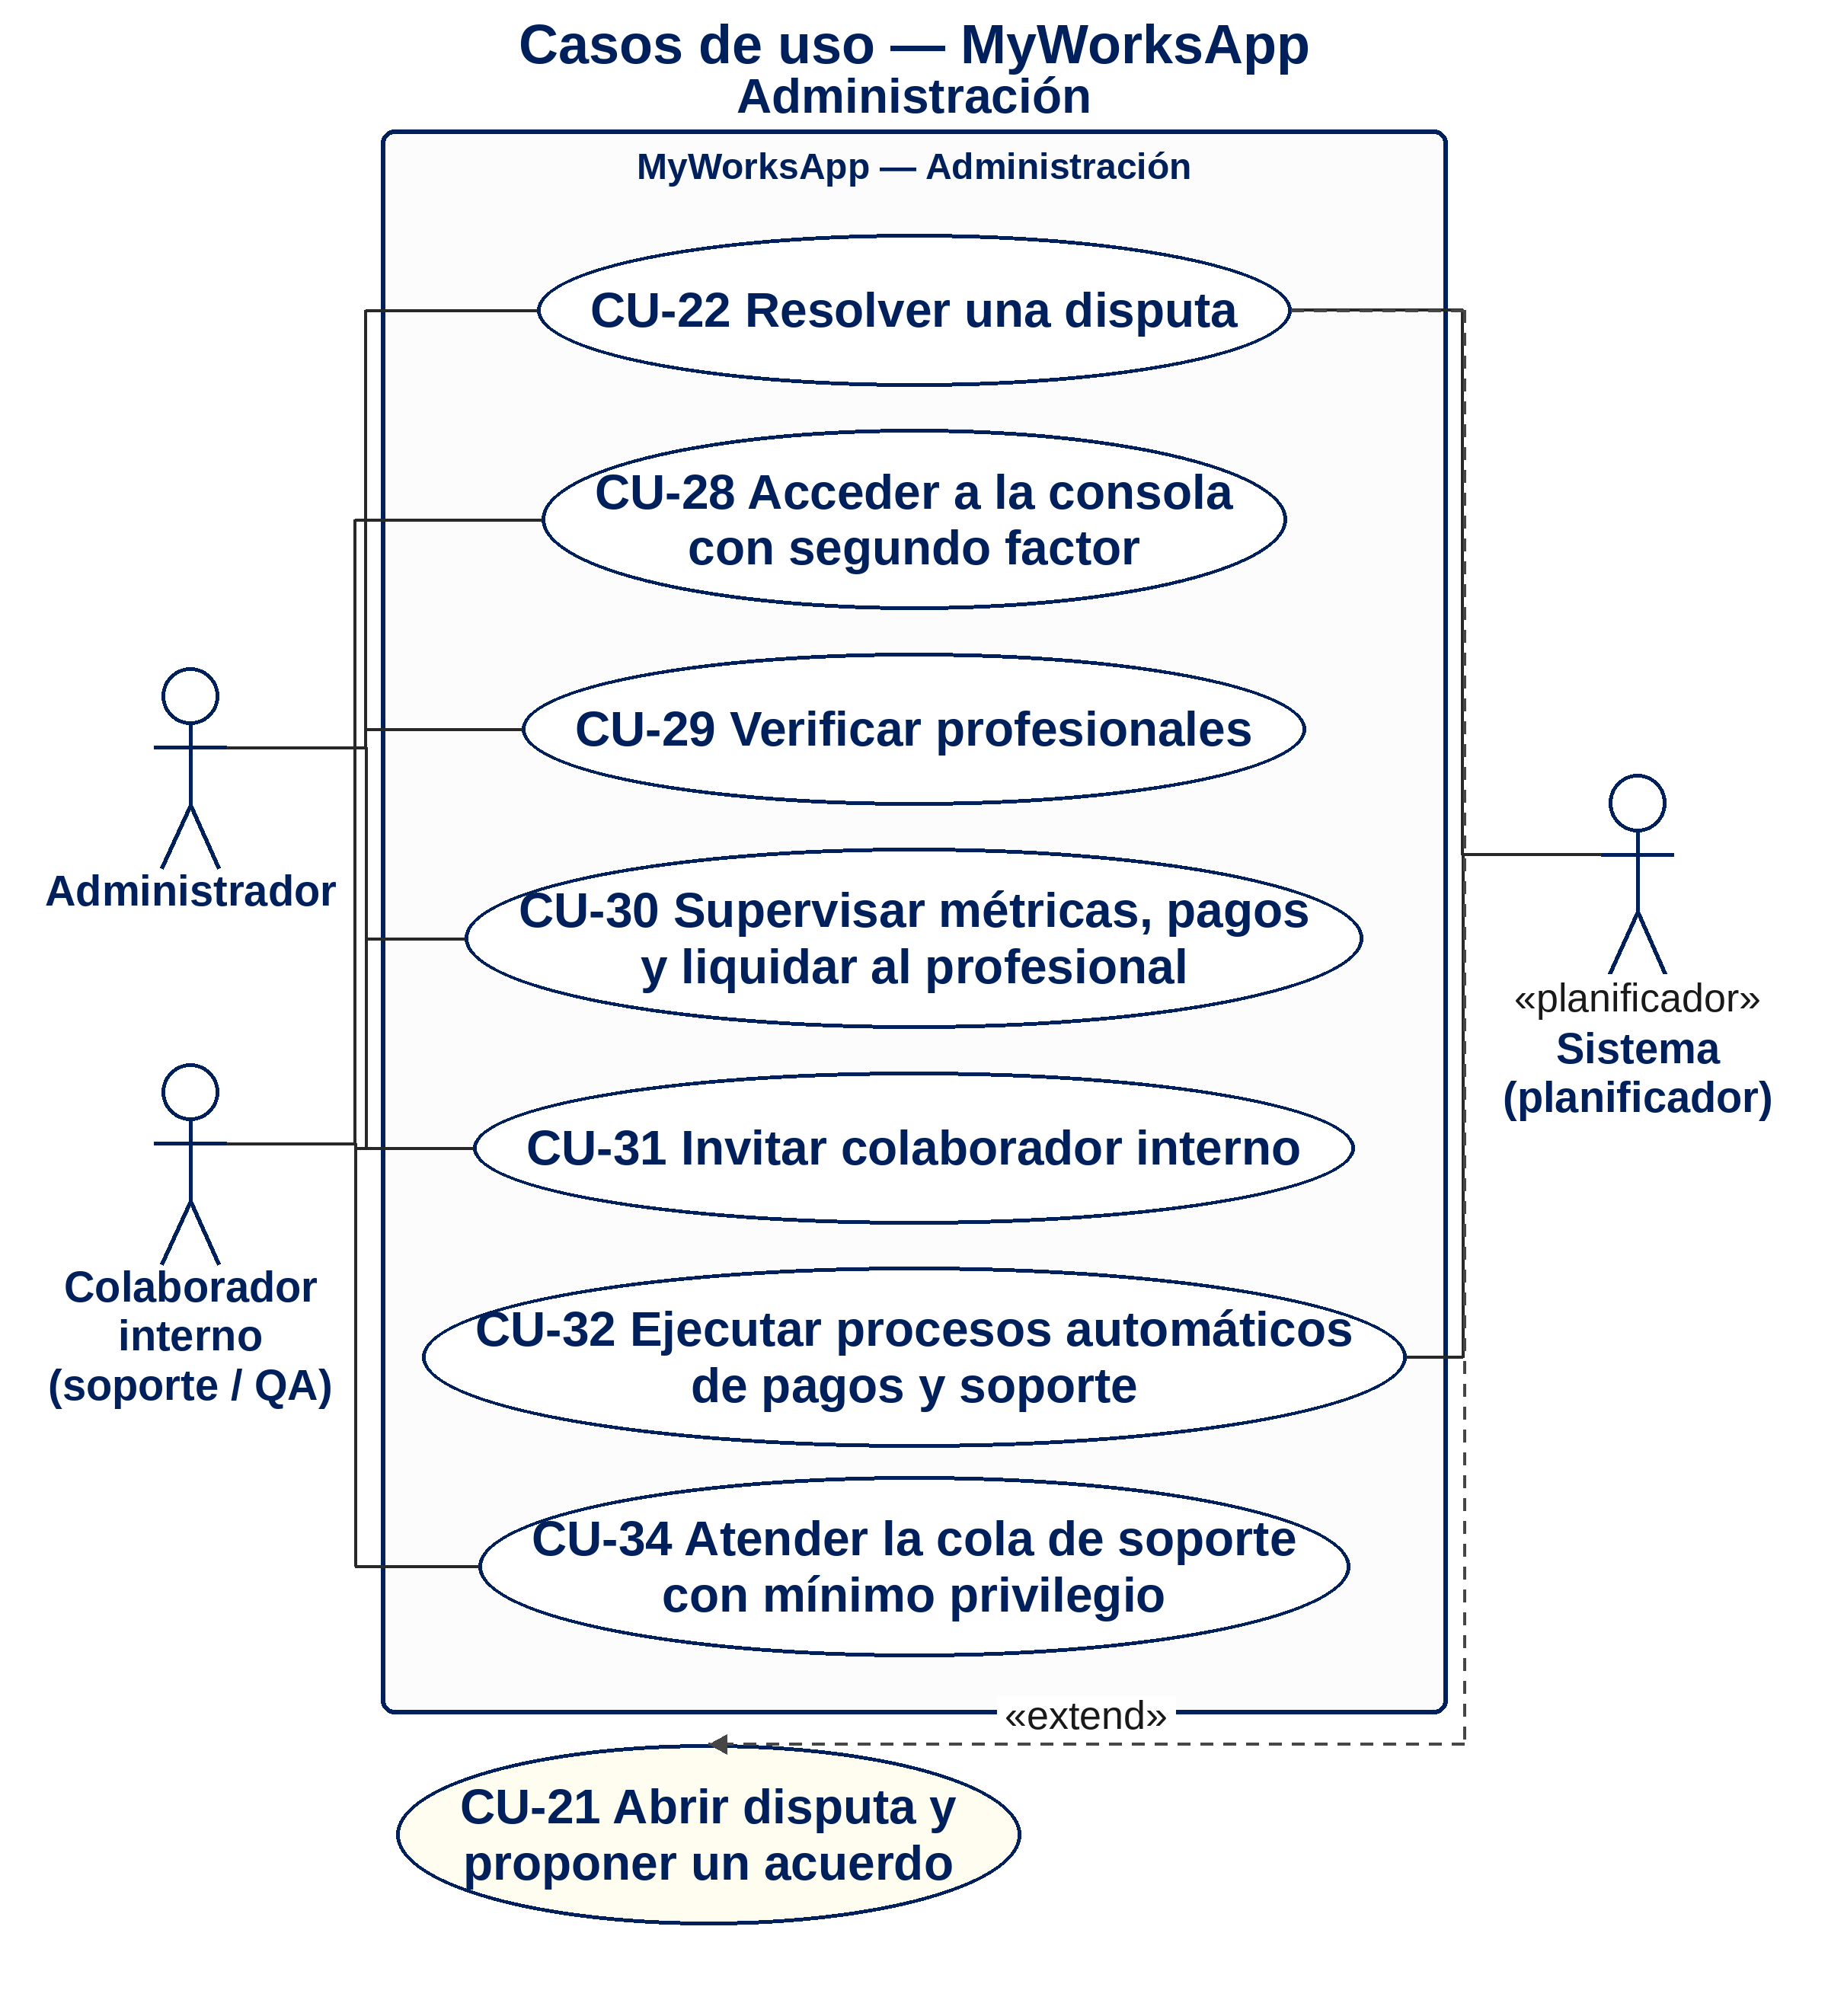 Casos de uso — MyWorksApp
Administración
MyWorksApp — Administración
CU-22 Resolver una disputa
CU-28 Acceder a la consola
con segundo factor
CU-29 Verificar profesionales
Administrador
CU-30 Supervisar métricas, pagos
y liquidar al profesional
«planificador»
Sistema
(planificador)
CU-31 Invitar colaborador interno
Colaborador
interno
(soporte / QA)
CU-32 Ejecutar procesos automáticos
de pagos y soporte
CU-34 Atender la cola de soporte
con mínimo privilegio
«extend»
CU-21 Abrir disputa y
proponer un acuerdo